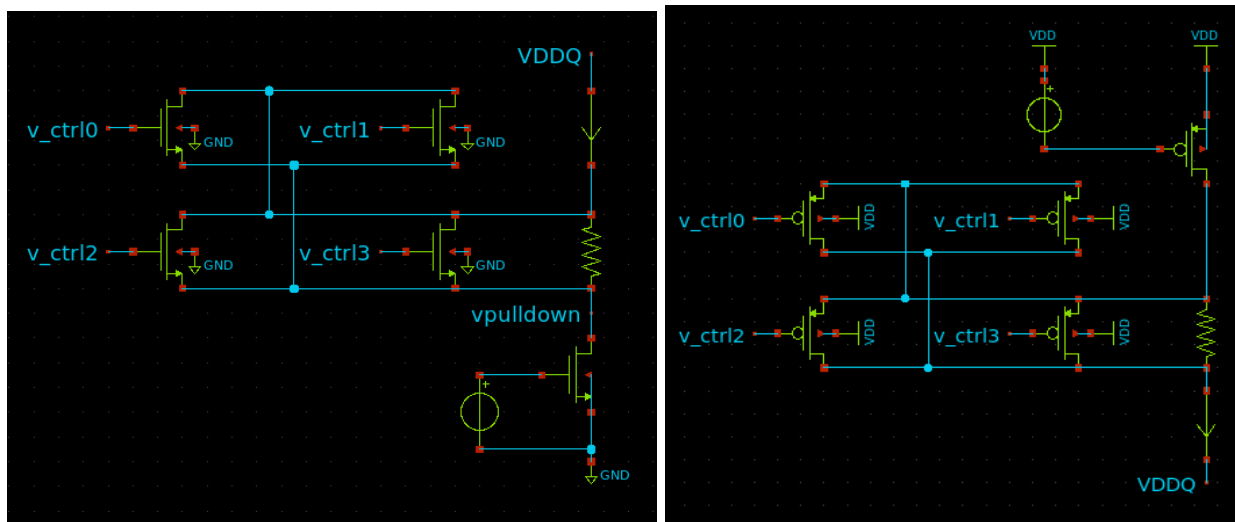 VDDQ
v_ctrl0
GND
v_ctrl1
GND
v_ctrl2
GND
v_ctrl3
GND
vpulldown
+
GND
VDD
VDD
+
v_ctrl0
VDD
v_ctrl1
VDD
v_ctrl2
VDD
v_ctrl3
VDD
VDDQ